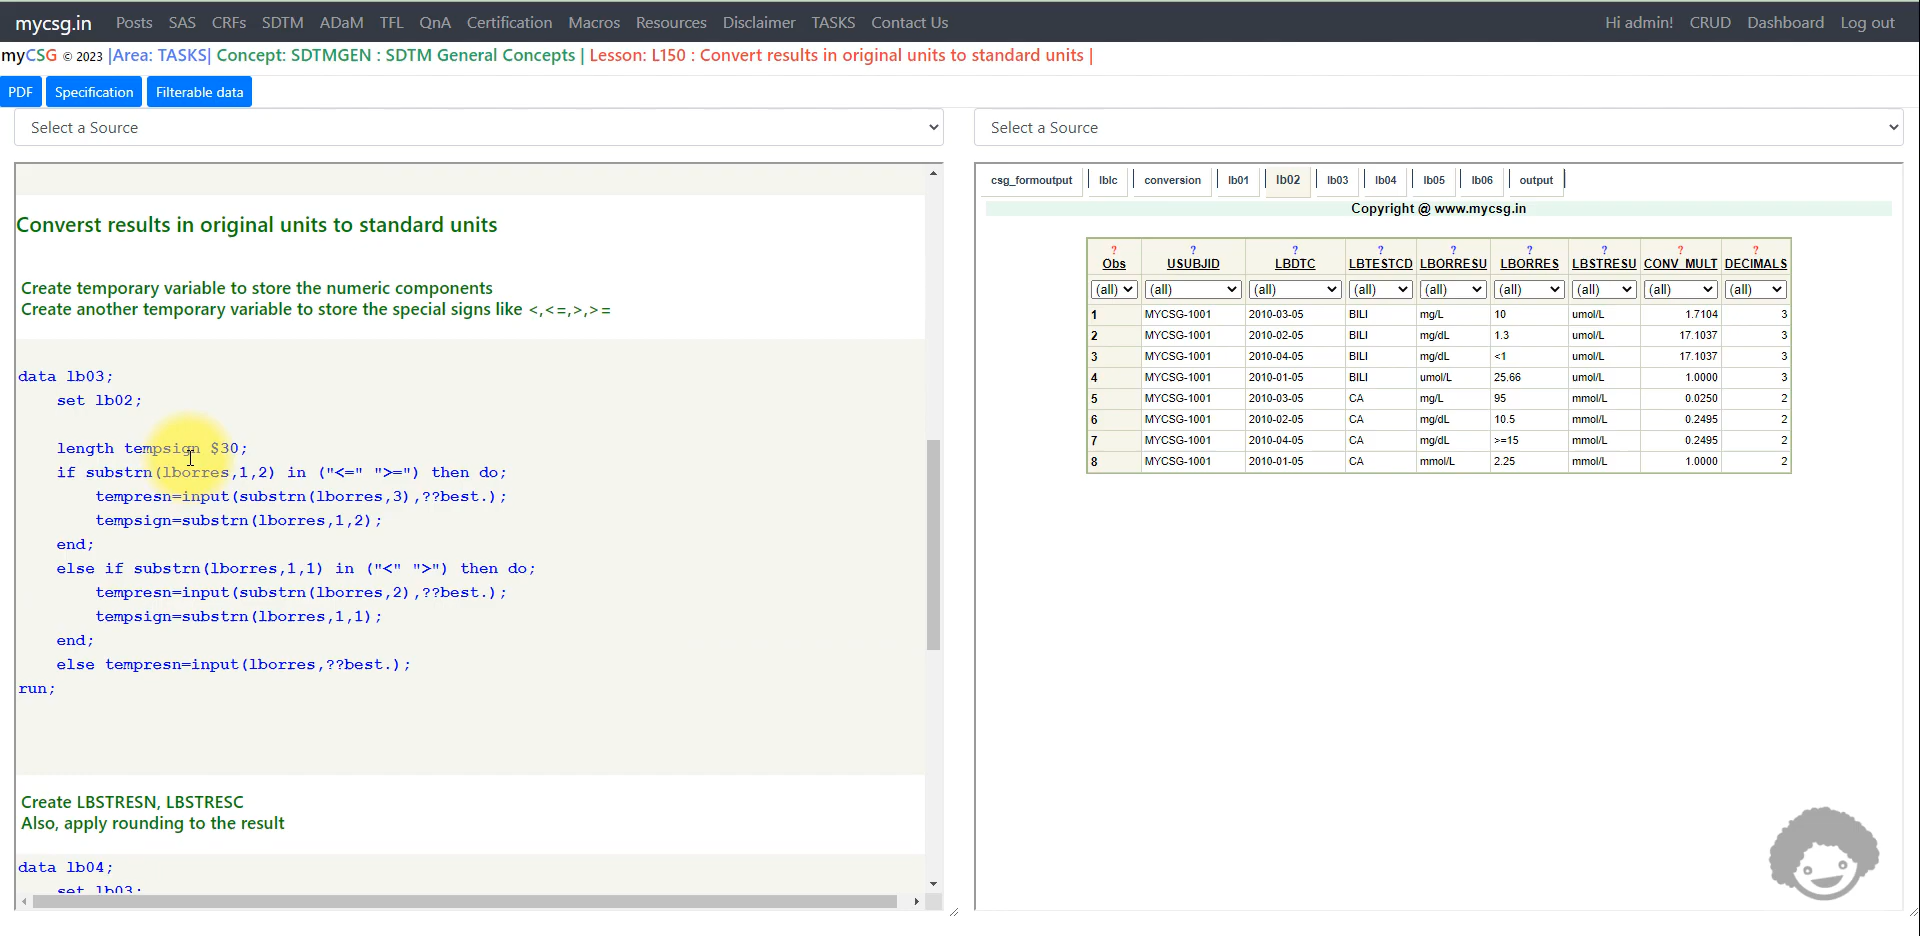 mycsg.in Posts SAS CRFs SDTM ADaM TFL QnA Certification Macros Resources Disclaimer TASKS Contact Us Hi admin! CRUD Dashboard Log out
myCSG © 2023 |Area: TASKS| Concept: SDTMGEN : SDTM General Concepts | Lesson: L150 : Convert results in original units to standard units |
PDF Specification Filterable data
Select a Source
Converst results in original units to standard units
Create temporary variable to store the numeric components
Create another temporary variable to store the special signs like <,<=,>,>=
data lb03;
set lb02;
length tempsign $30;
if substrn(lborres,1,2) in ("<=" ">=") then do;
tempresn=input(substrn(lborres,3),??best.);
tempsign=substrn(lborres,1,2);
end;
else if substrn(lborres,1,1) in ("<" ">") then do;
tempresn=input(substrn(lborres,2),??best.);
tempsign=substrn(lborres,1,1);
end;
else tempresn=input(lborres,??best.);
run;
Create LBSTRESN, LBSTRESC
Also, apply rounding to the result
data lb04;
set lb03;
Select a Source
csg_formoutput lblc conversion lb01 lb02 lb03 lb04 lb05 lb06 output
Copyright @ www.mycsg.in
? ? ? ? ? ? ? ? ?
Obs USUBJID LBDTC LBTESTCD LBORRESU LBORRES LBSTRESU CONV_MULT DECIMALS
(all) (all) (all) (all) (all) (all) (all) (all) (all)
1 MYCSG-1001 2010-03-05 BILI mg/L 10 umol/L 1.7104 3
2 MYCSG-1001 2010-02-05 BILI mg/dL 1.3 umol/L 17.1037 3
3 MYCSG-1001 2010-04-05 BILI mg/dL <1 umol/L 17.1037 3
4 MYCSG-1001 2010-01-05 BILI umol/L 25.66 umol/L 1.0000 3
5 MYCSG-1001 2010-03-05 CA mg/L 95 mmol/L 0.0250 2
6 MYCSG-1001 2010-02-05 CA mg/dL 10.5 mmol/L 0.2495 2
7 MYCSG-1001 2010-04-05 CA mg/dL >=15 mmol/L 0.2495 2
8 MYCSG-1001 2010-01-05 CA mmol/L 2.25 mmol/L 1.0000 2